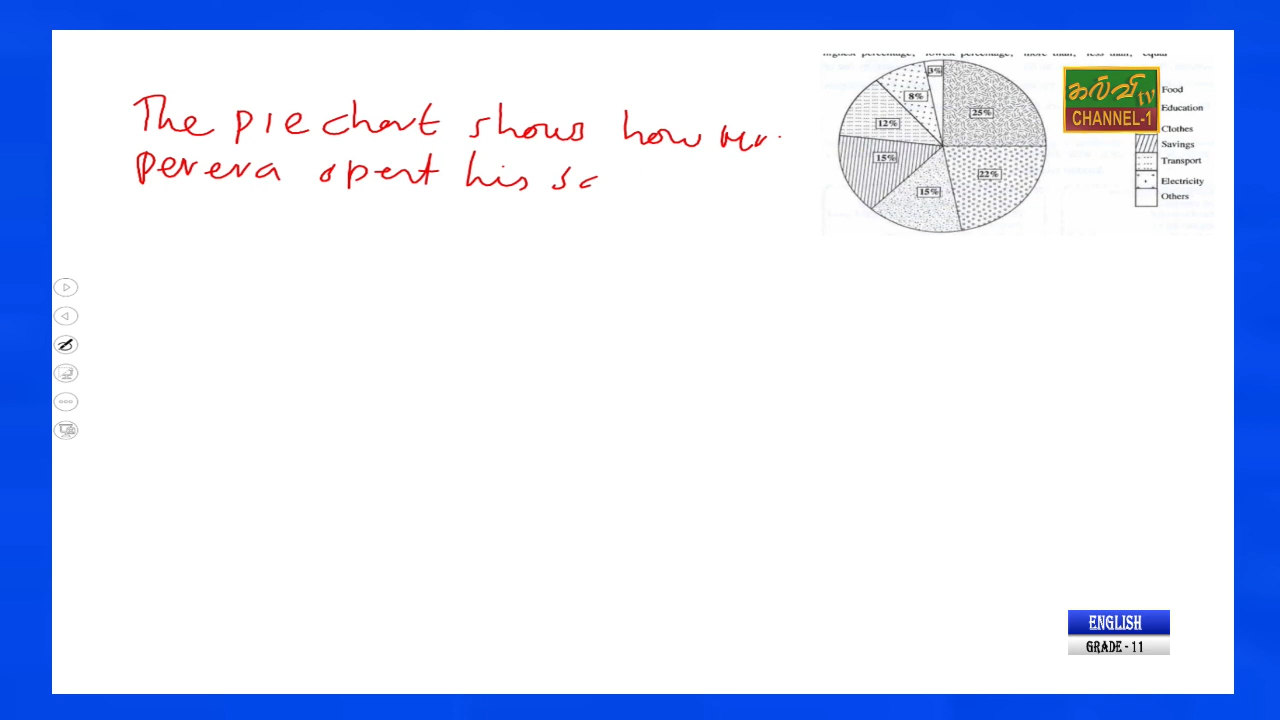 highest percentage, lowest percentage, more than, less than, equal
The pie chart shows how Mr.
Perera spent his sa
3%
8%
25%
12%
15%
22%
15%
கல்வி tv
CHANNEL-1
Food
Education
Clothes
Savings
Transport
Electricity
Others
ENGLISH
GRADE - 11